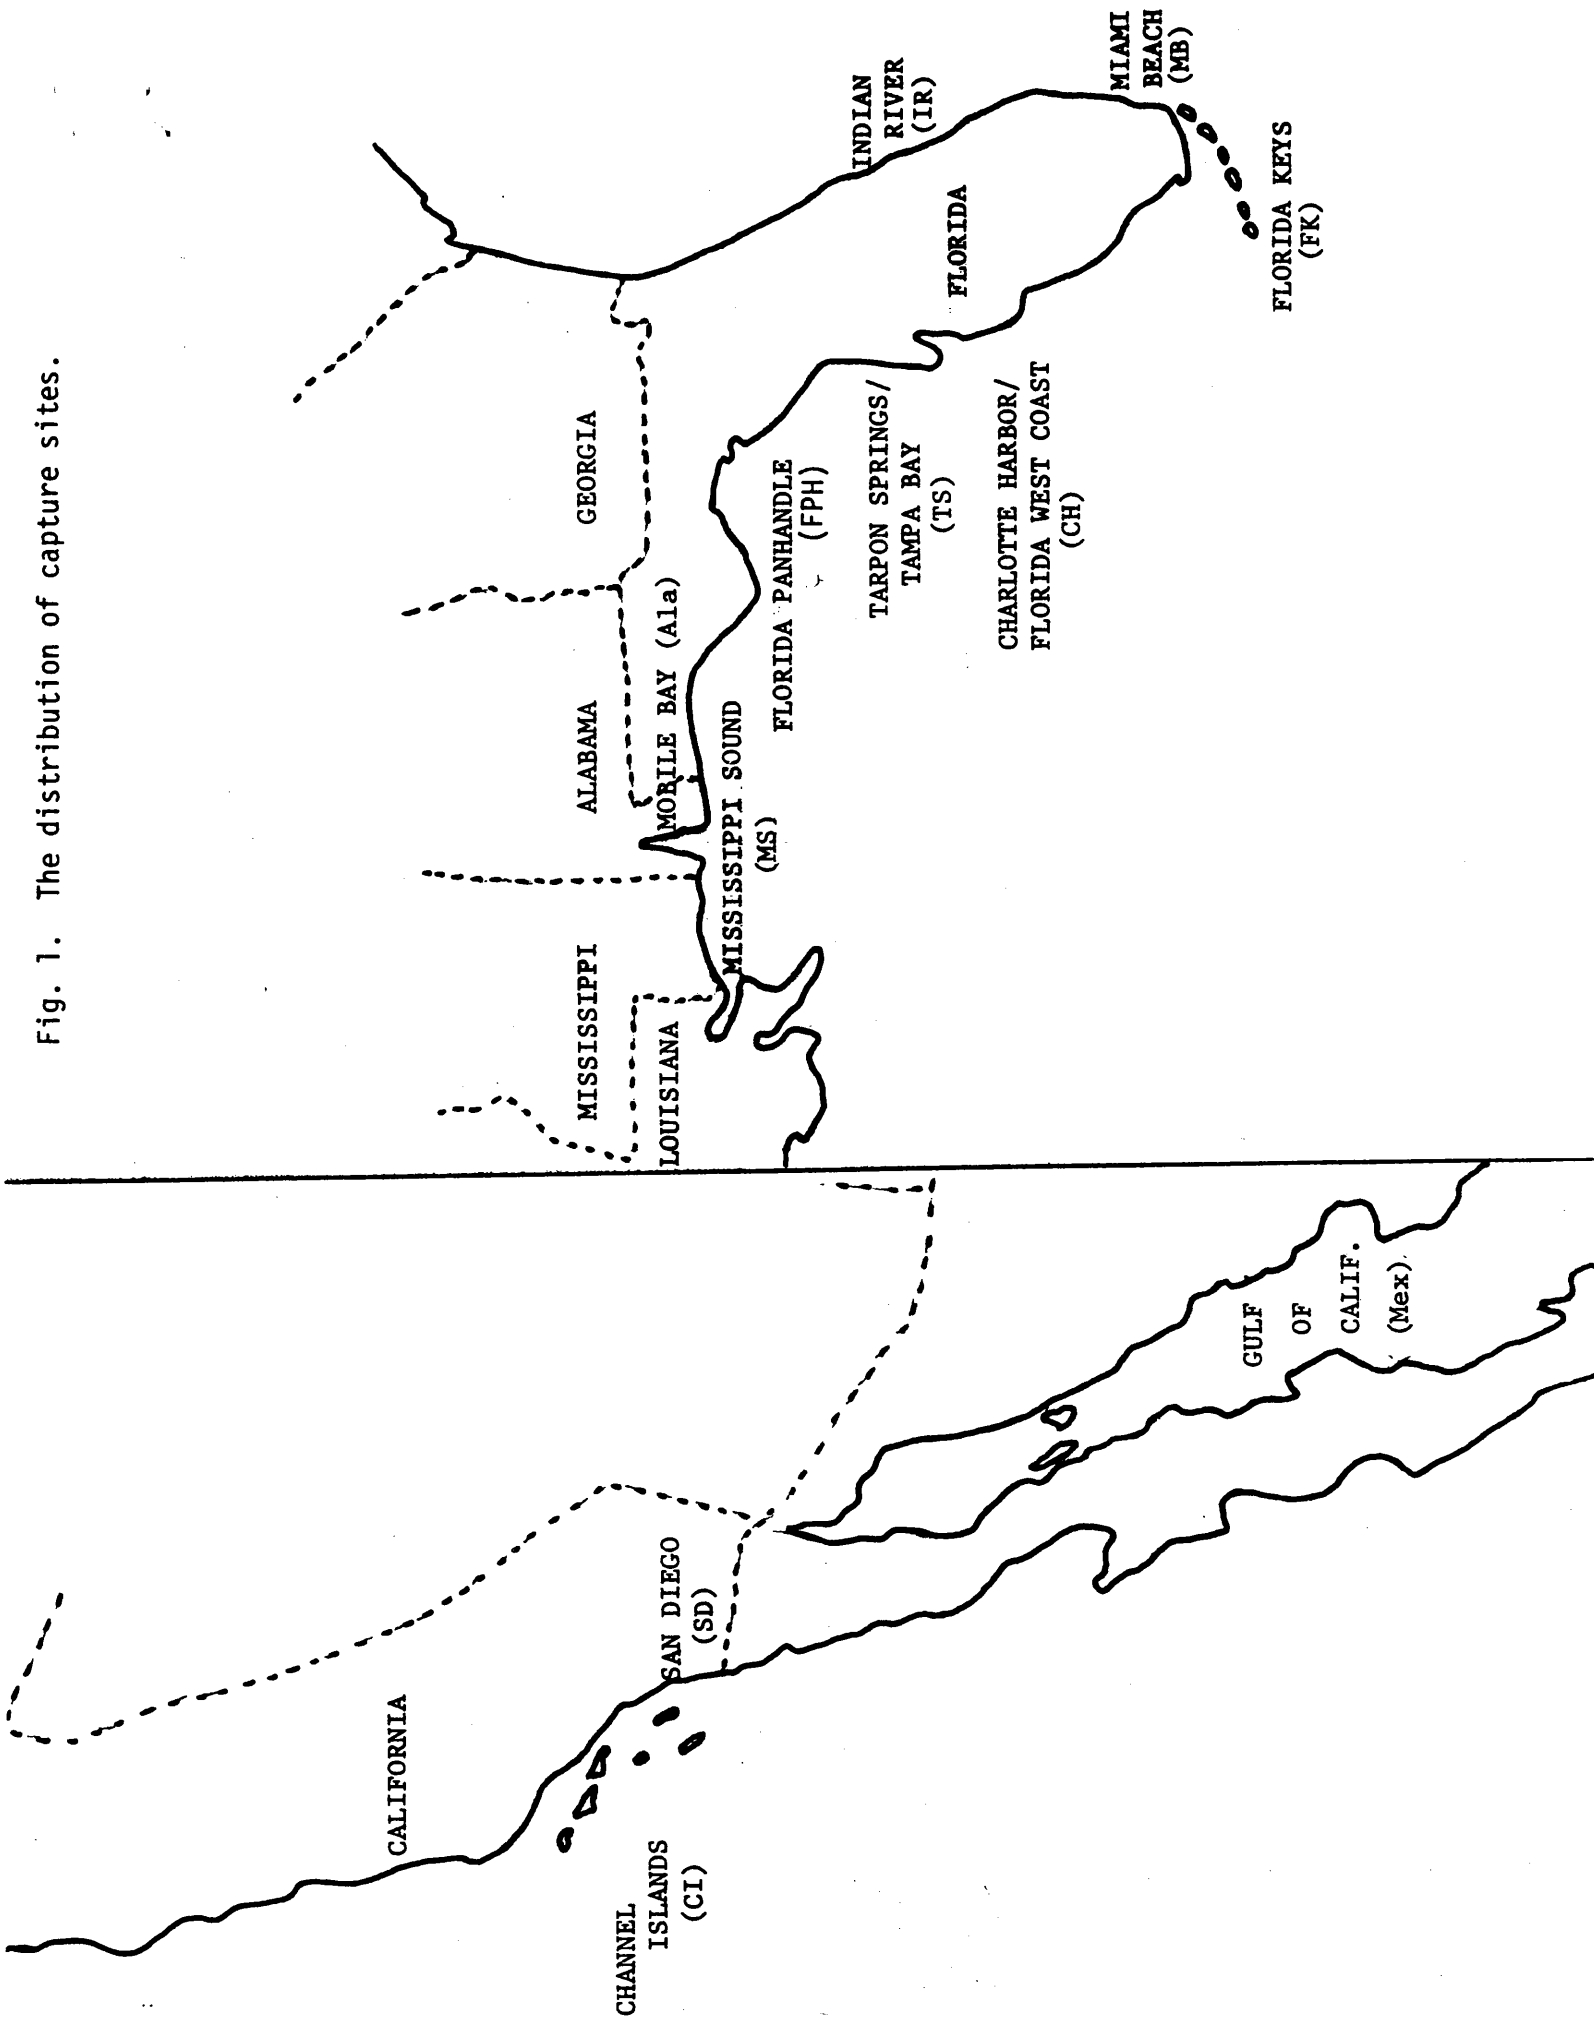 Fig. 1. The distribution of capture sites.
CALIFORNIA
CHANNEL
ISLANDS
(CI)
SAN DIEGO
(SD)
GULF
OF
CALIF.
(Mex).
MISSISSIPPI
ALABAMA
GEORGIA
LOUISIANA
MOBILE BAY (Ala)
MISSISSIPPI SOUND
(MS)
FLORIDA PANHANDLE
(FPH)
TARPON SPRINGS/
TAMPA BAY
(TS)
CHARLOTTE HARBOR/
FLORIDA WEST COAST
(CH)
FLORIDA
INDIAN
RIVER
(IR)
MIAMI
BEACH
(MB)
FLORIDA KEYS
(FK)